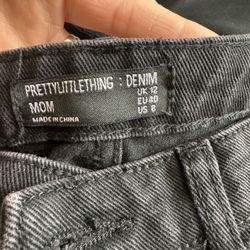 PRETTYLITTLETHING : DENIM
MOM
MADE IN CHINA
UK 12
EU 40
US 8